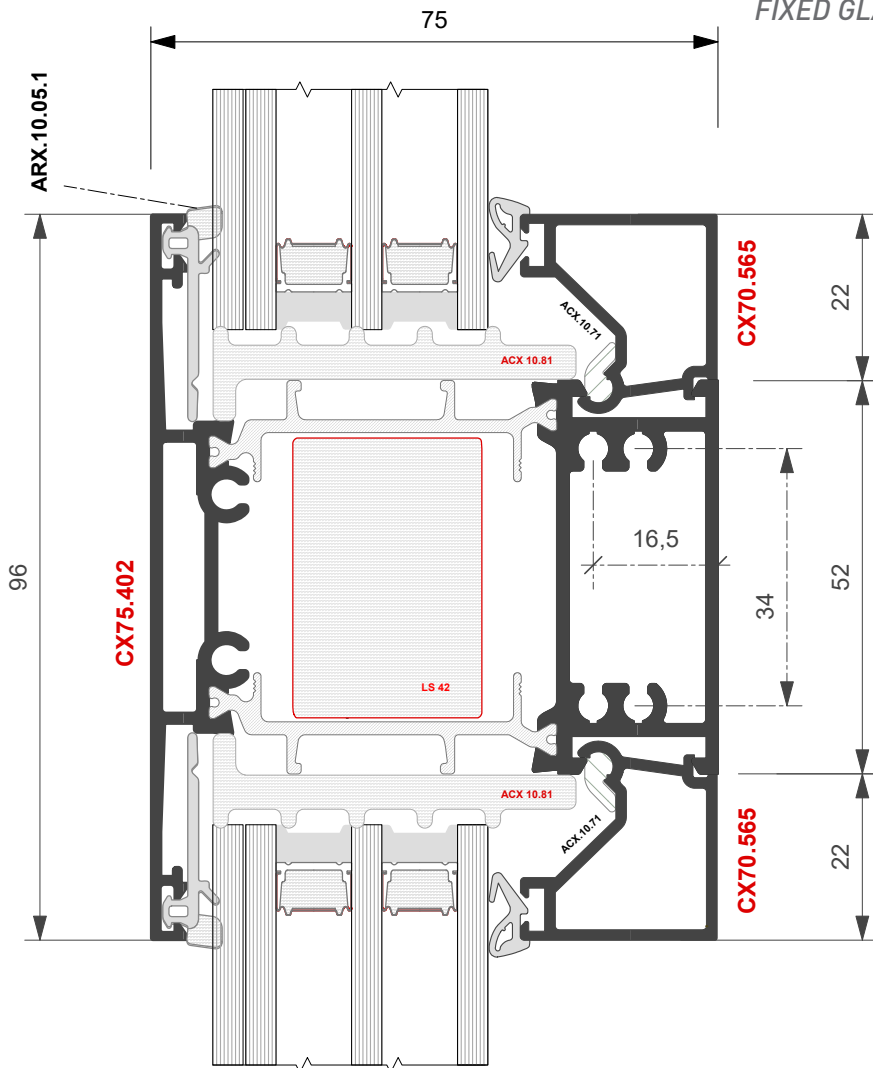 FIXED GL
75
ARX.10.05.1
CX70.565
22
ACX.10.71
ACX 10.81
16,5
96
CX75.402
34
52
LS 42
ACX 10.81
ACX.10.71
CX70.565
22